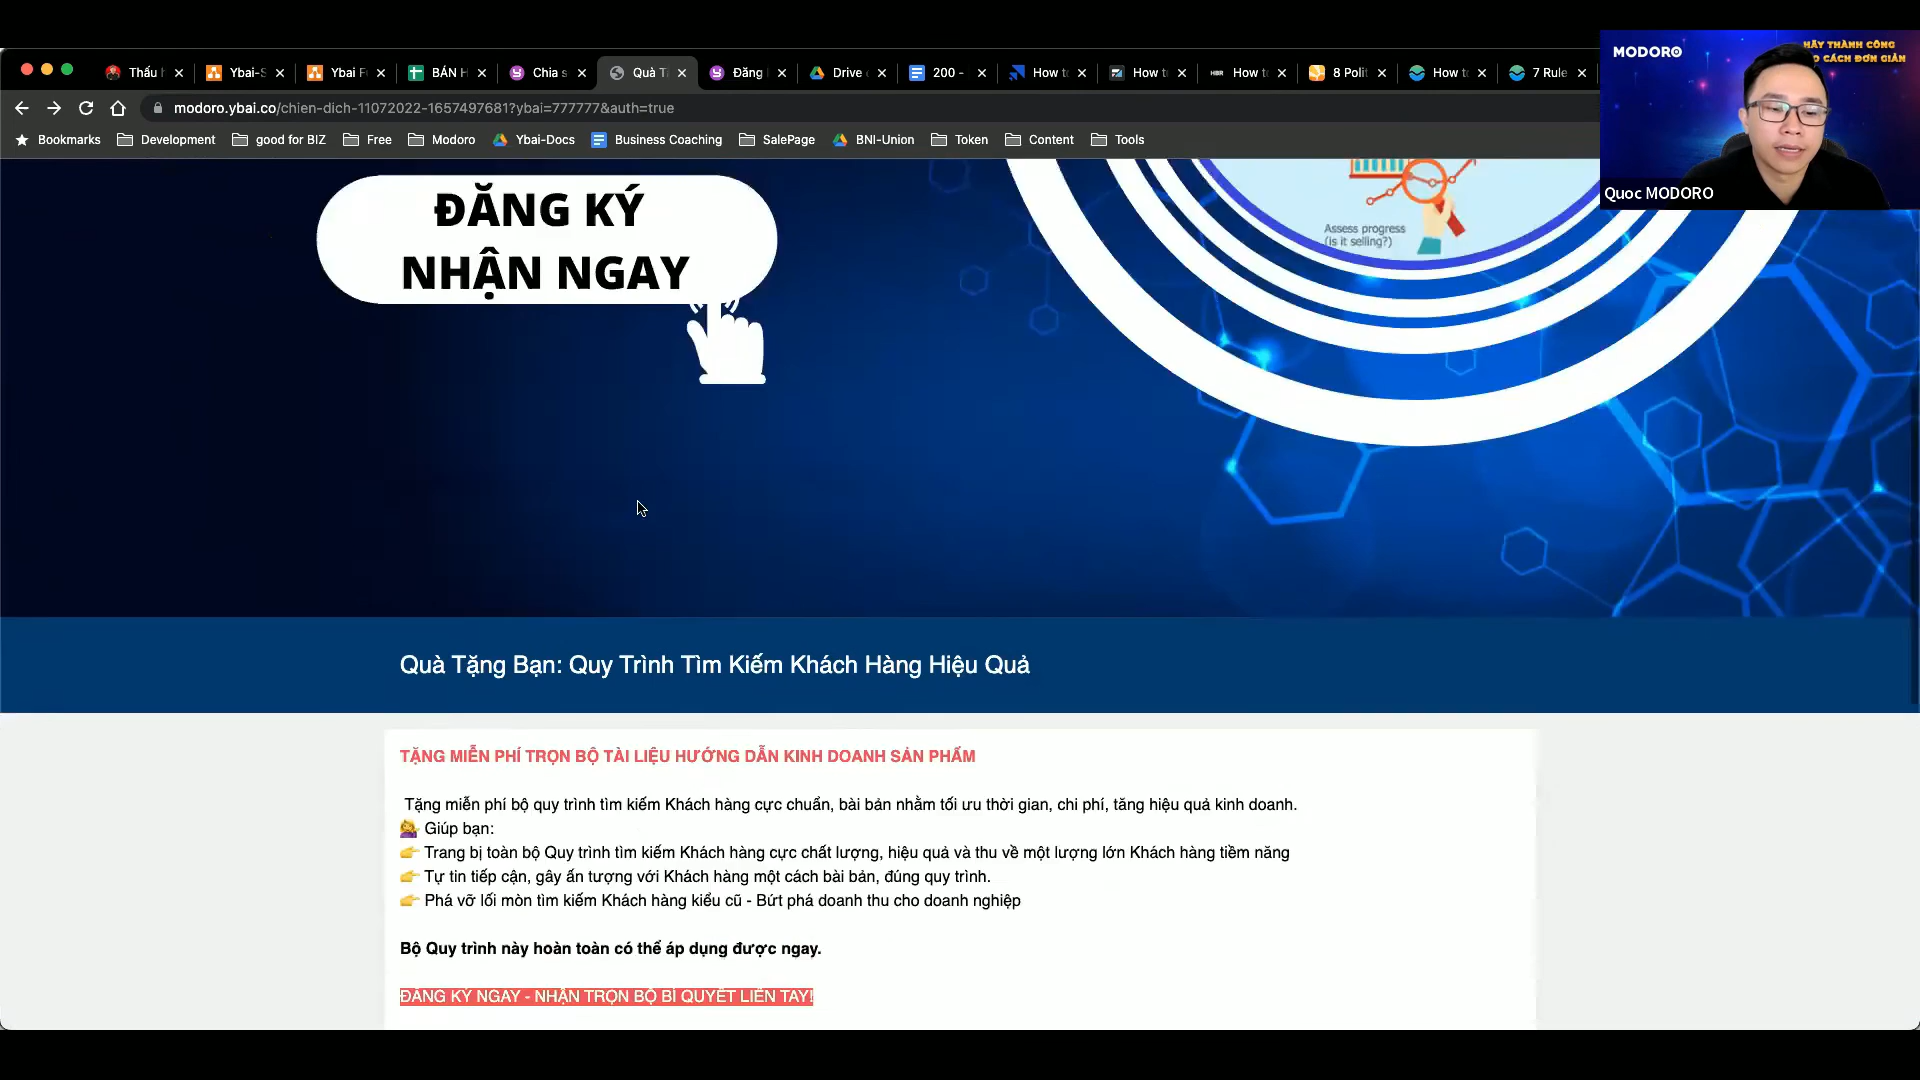 MODORO
HÃY THÀNH CÔNG
CÁCH ĐƠN GIẢN
Quoc MODORO
Thấu
Ybai-S
Ybai F
BÁN H
Chia s
Quà T
Đăng
Drive
200 -
How t
How t
HBR
How t
8 Polit
How t
7 Rule
modoro.ybai.co/chien-dich-11072022-1657497681?ybai=777777&auth=true
Bookmarks
Development
good for BIZ
Free
Modoro
Ybai-Docs
Business Coaching
SalePage
BNI-Union
Token
Content
Tools
ĐĂNG KÝ
NHẬN NGAY
Assess progress
(is it selling?)
Quà Tặng Bạn: Quy Trình Tìm Kiếm Khách Hàng Hiệu Quả
TẶNG MIỄN PHÍ TRỌN BỘ TÀI LIỆU HƯỚNG DẪN KINH DOANH SẢN PHẨM
Tặng miễn phí bộ quy trình tìm kiếm Khách hàng cực chuẩn, bài bản nhằm tối ưu thời gian, chi phí, tăng hiệu quả kinh doanh.
Giúp bạn:
Trang bị toàn bộ Quy trình tìm kiếm Khách hàng cực chất lượng, hiệu quả và thu về một lượng lớn Khách hàng tiềm năng
Tự tin tiếp cận, gây ấn tượng với Khách hàng một cách bài bản, đúng quy trình.
Phá vỡ lối mòn tìm kiếm Khách hàng kiểu cũ - Bứt phá doanh thu cho doanh nghiệp
Bộ Quy trình này hoàn toàn có thể áp dụng được ngay.
ĐĂNG KÝ NGAY - NHẬN TRỌN BỘ BÍ QUYẾT LIỀN TAY!